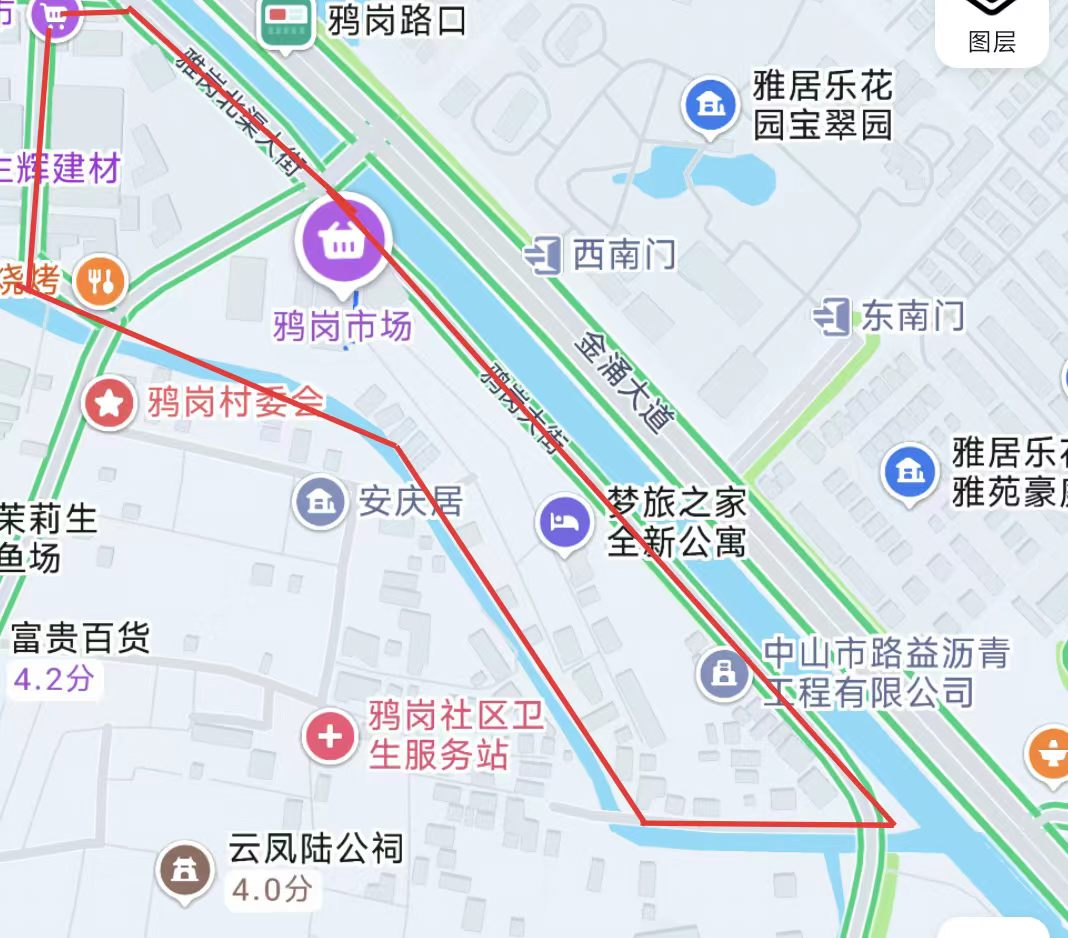 市
鸦岗路口
图层
雅居乐花
园宝翠园
雅岗北渠大街
辉建材
西南门
烧烤
东南门
鸦岗市场
金涌大道
鸦岗大街
鸦岗村委会
雅居乐花
雅苑豪庭
安庆居
梦旅之家
全新公寓
茉莉生
鱼场
富贵百货
4.2分
中山市路益沥青
工程有限公司
鸦岗社区卫
生服务站
云凤陆公祠
4.0分